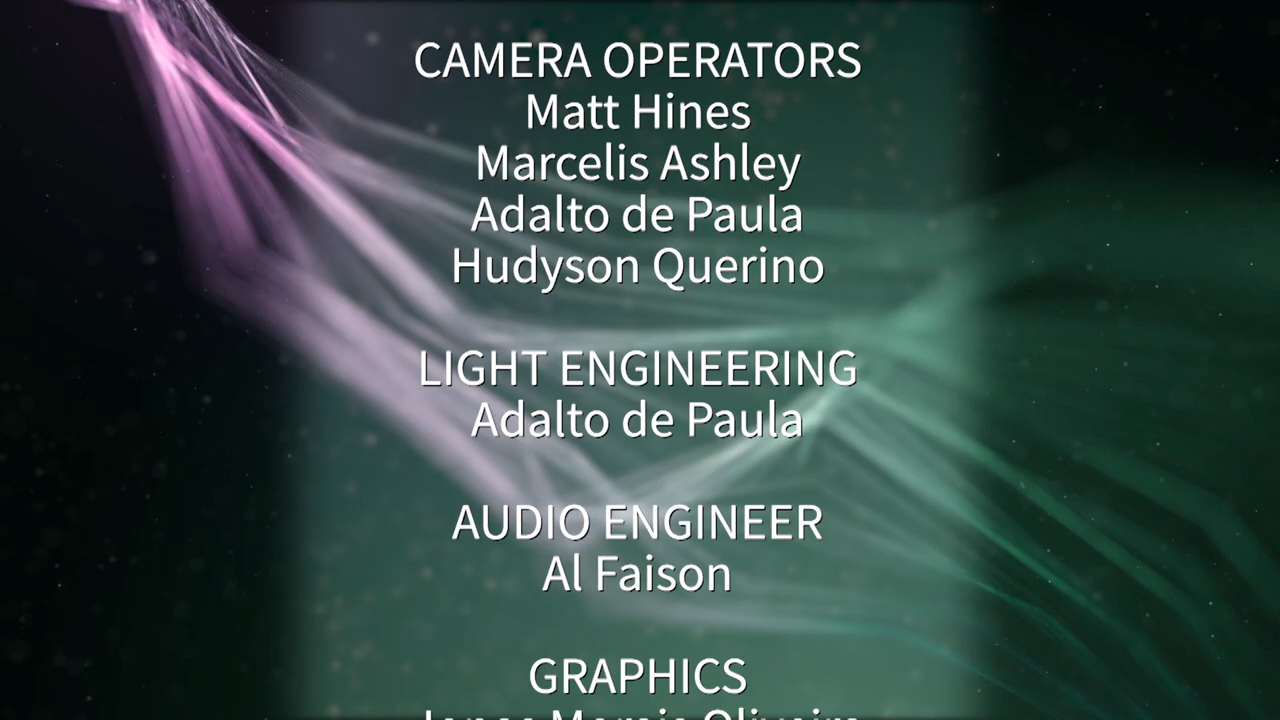 CAMERA OPERATORS
Matt Hines
Marcelis Ashley
Adalto de Paula
Hudyson Querino
LIGHT ENGINEERING
Adalto de Paula
AUDIO ENGINEER
Al Faison
GRAPHICS